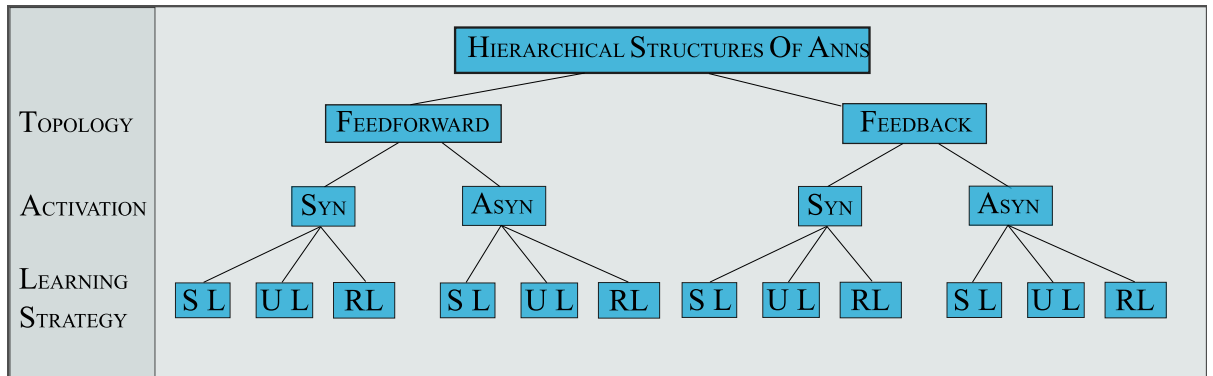 HIERARCHICAL STRUCTURES OF ANNS
TOPOLOGY
FEEDFORWARD
FEEDBACK
ACTIVATION
SYN
ASYN
SYN
ASYN
LEARNING
STRATEGY
S L
U L
RL
S L
U L
RL
S L
U L
RL
S L
U L
RL